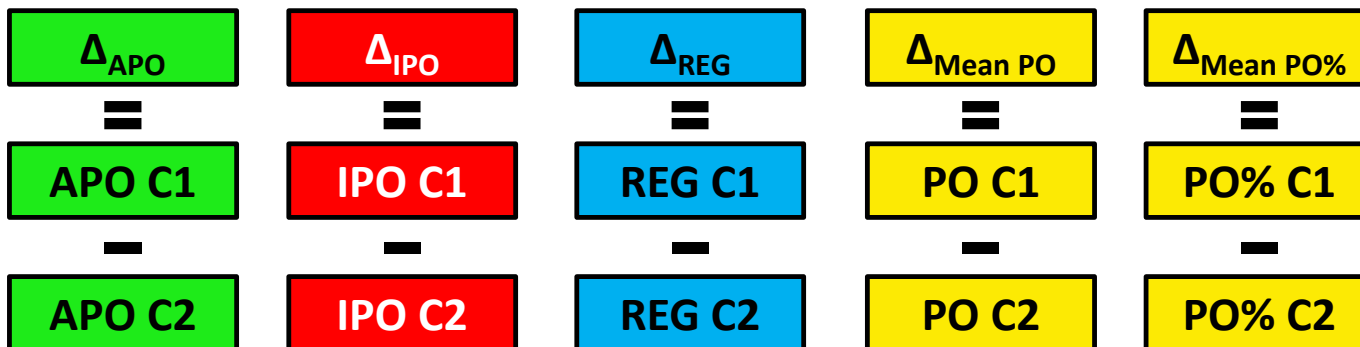 ΔAPO ΔIPO ΔREG ΔMean PO ΔMean PO%
= = = = =
APO C1 IPO C1 REG C1 PO C1 PO% C1
- - - - -
APO C2 IPO C2 REG C2 PO C2 PO% C2